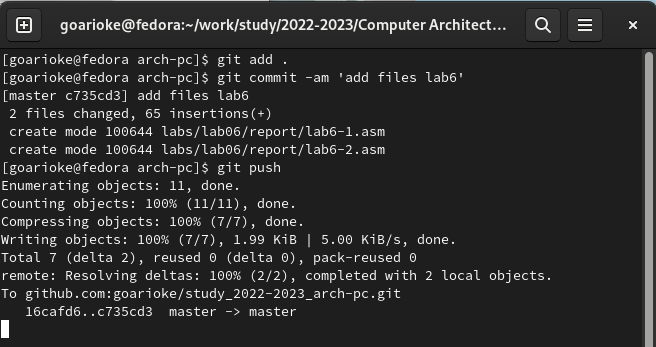 goarioke@fedora:~/work/study/2022-2023/Computer Architect...
[goarioke@fedora arch-pc]$ git add .
[goarioke@fedora arch-pc]$ git commit -am 'add files lab6'
[master c735cd3] add files lab6
 2 files changed, 65 insertions(+)
 create mode 100644 labs/lab06/report/lab6-1.asm
 create mode 100644 labs/lab06/report/lab6-2.asm
[goarioke@fedora arch-pc]$ git push
Enumerating objects: 11, done.
Counting objects: 100% (11/11), done.
Compressing objects: 100% (7/7), done.
Writing objects: 100% (7/7), 1.99 KiB | 5.00 KiB/s, done.
Total 7 (delta 2), reused 0 (delta 0), pack-reused 0
remote: Resolving deltas: 100% (2/2), completed with 2 local objects.
To github.com:goarioke/study_2022-2023_arch-pc.git
   16cafd6..c735cd3  master -> master